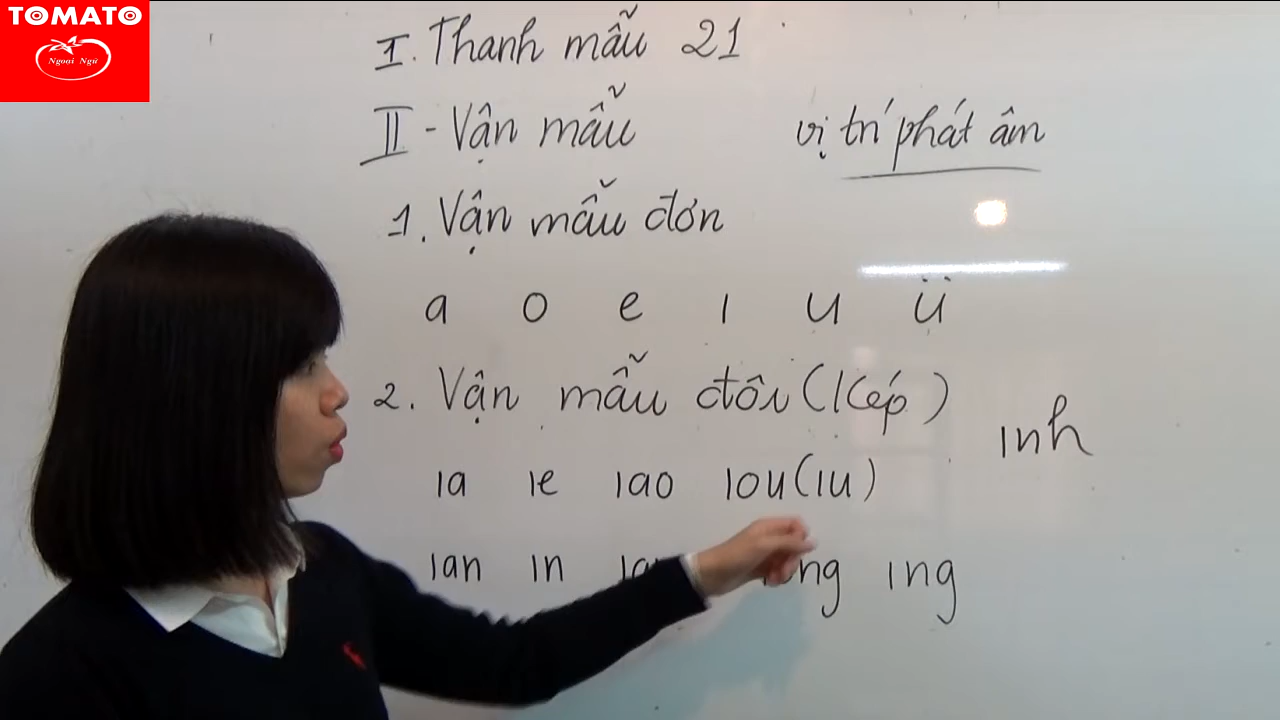 TOMATO
Ngoại Ngữ
I. Thanh mẫu 21
II - Vận mẫu
vị trí phát âm
1. Vận mẫu đơn
a o e i u ü
2. Vận mẫu đôi (Kép)
inh
ia ie iao iou (iu)
ian in ing